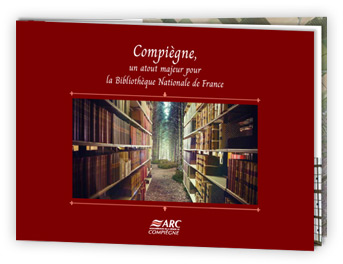 Compiègne,
un atout majeur pour
la Bibliothèque Nationale de France
ARC
COMPIÈGNE